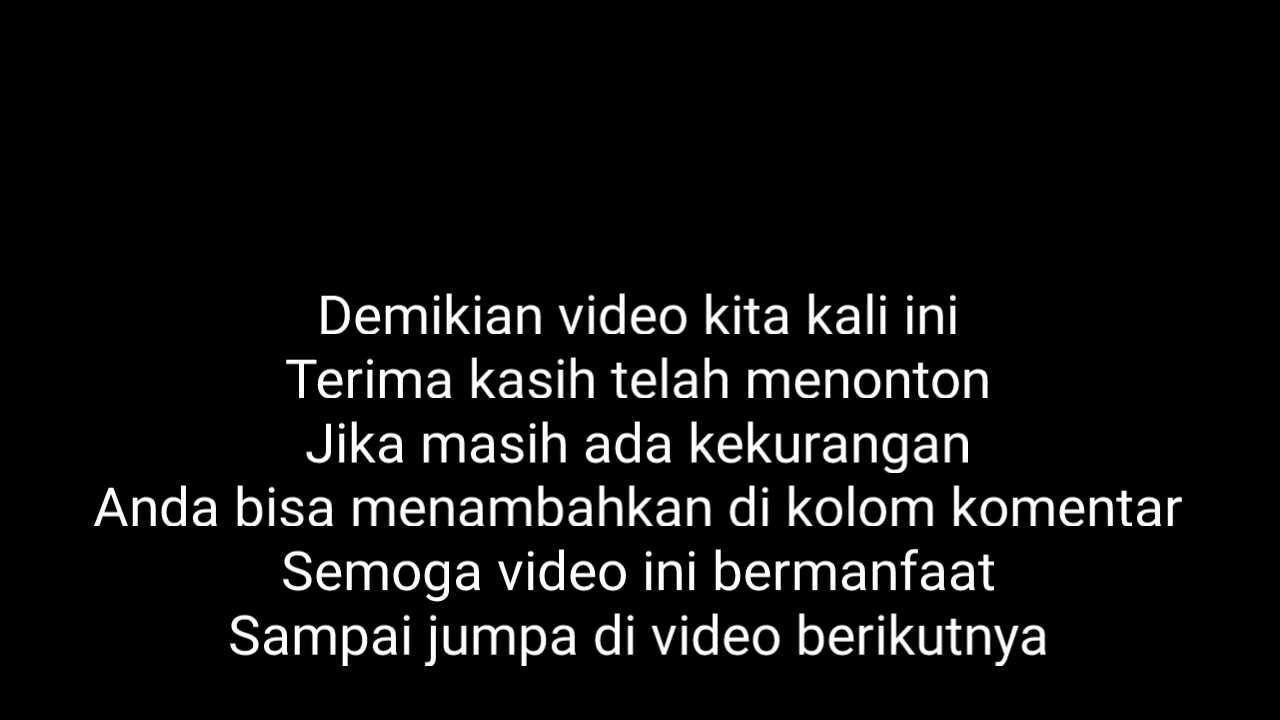 Demikian video kita kali ini
Terima kasih telah menonton
Jika masih ada kekurangan
Anda bisa menambahkan di kolom komentar
Semoga video ini bermanfaat
Sampai jumpa di video berikutnya